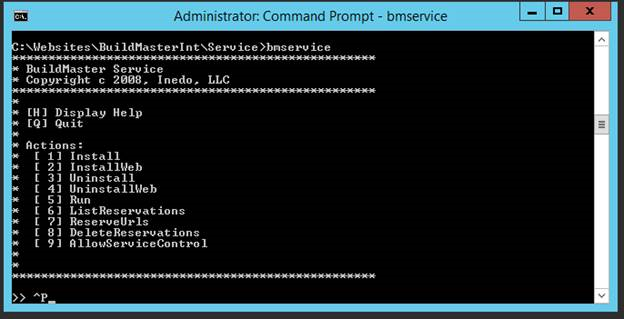 Administrator: Command Prompt - bmservice
C:\Websites\BuildMasterInt\Service>bmservice
****************************************************
* BuildMaster Service
* Copyright c 2008, Inedo, LLC
****************************************************
*
* [H] Display Help
* [Q] Quit
*
* Actions:
*  [ 1] Install
*  [ 2] InstallWeb
*  [ 3] Uninstall
*  [ 4] UninstallWeb
*  [ 5] Run
*  [ 6] ListReservations
*  [ 7] ReserveUrls
*  [ 8] DeleteReservations
*  [ 9] AllowServiceControl
*
*
****************************************************
>> ^P_